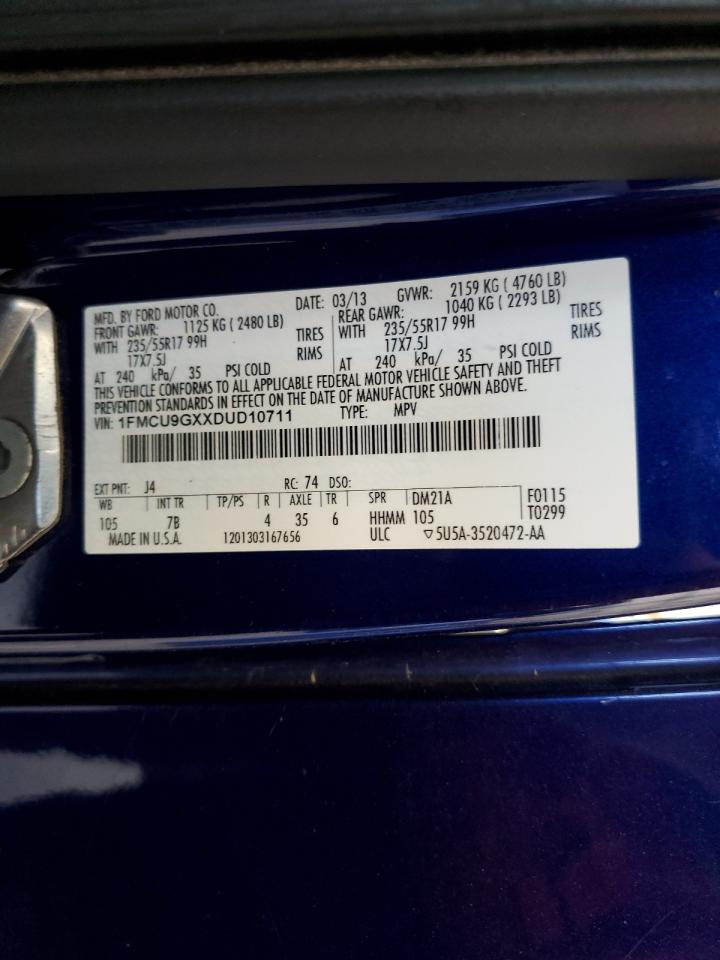 MFD. BY FORD MOTOR CO. DATE: 03/13 GVWR: 2159 KG ( 4760 LB)
FRONT GAWR: 1125 KG ( 2480 LB) REAR GAWR: 1040 KG ( 2293 LB)
WITH 235/55R17 99H TIRES WITH 235/55R17 99H TIRES
17X7.5J RIMS 17X7.5J RIMS
AT 240 kPa/ 35 PSI COLD AT 240 kPa/ 35 PSI COLD
THIS VEHICLE CONFORMS TO ALL APPLICABLE FEDERAL MOTOR VEHICLE SAFETY AND THEFT
PREVENTION STANDARDS IN EFFECT ON THE DATE OF MANUFACTURE SHOWN ABOVE.
VIN: 1FMCU9GXXDUD10711 TYPE: MPV
EXT PNT: J4 RC: 74 DSO:
WB INT TR TP/PS R AXLE TR SPR DM21A F0115
105 7B 4 35 6 HHMM 105 T0299
MADE IN U.S.A. 1201303167656 ULC ▽5U5A-3520472-AA